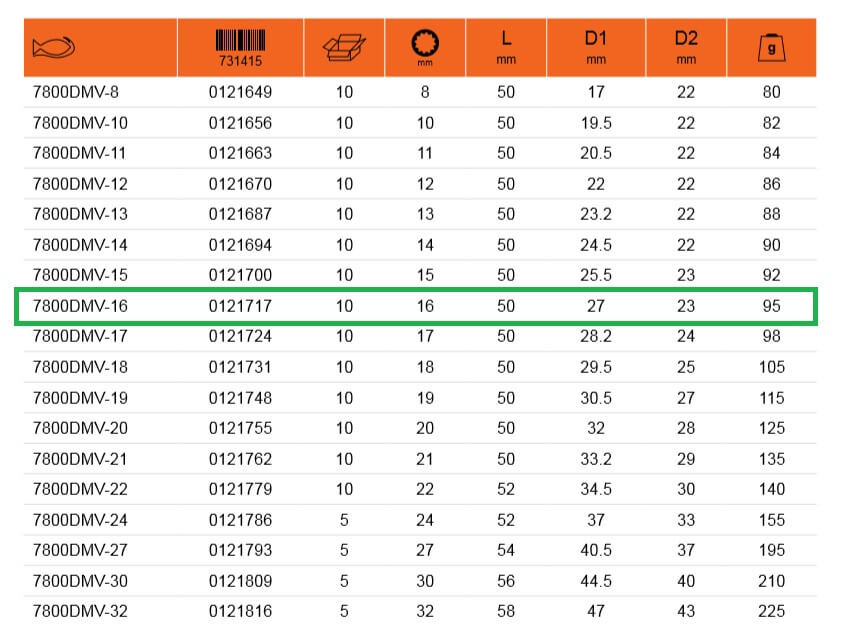 731415 mm L mm D1 mm D2 mm g
7800DMV-8 0121649 10 8 50 17 22 80
7800DMV-10 0121656 10 10 50 19.5 22 82
7800DMV-11 0121663 10 11 50 20.5 22 84
7800DMV-12 0121670 10 12 50 22 22 86
7800DMV-13 0121687 10 13 50 23.2 22 88
7800DMV-14 0121694 10 14 50 24.5 22 90
7800DMV-15 0121700 10 15 50 25.5 23 92
7800DMV-16 0121717 10 16 50 27 23 95
7800DMV-17 0121724 10 17 50 28.2 24 98
7800DMV-18 0121731 10 18 50 29.5 25 105
7800DMV-19 0121748 10 19 50 30.5 27 115
7800DMV-20 0121755 10 20 50 32 28 125
7800DMV-21 0121762 10 21 50 33.2 29 135
7800DMV-22 0121779 10 22 52 34.5 30 140
7800DMV-24 0121786 5 24 52 37 33 155
7800DMV-27 0121793 5 27 54 40.5 37 195
7800DMV-30 0121809 5 30 56 44.5 40 210
7800DMV-32 0121816 5 32 58 47 43 225